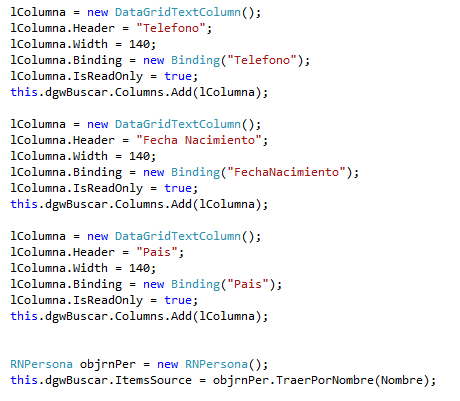 lColumna = new DataGridTextColumn();
lColumna.Header = "Telefono";
lColumna.Width = 140;
lColumna.Binding = new Binding("Telefono");
lColumna.IsReadOnly = true;
this.dgwBuscar.Columns.Add(lColumna);
lColumna = new DataGridTextColumn();
lColumna.Header = "Fecha Nacimiento";
lColumna.Width = 140;
lColumna.Binding = new Binding("FechaNacimiento");
lColumna.IsReadOnly = true;
this.dgwBuscar.Columns.Add(lColumna);
lColumna = new DataGridTextColumn();
lColumna.Header = "Pais";
lColumna.Width = 140;
lColumna.Binding = new Binding("Pais");
lColumna.IsReadOnly = true;
this.dgwBuscar.Columns.Add(lColumna);
RNPersona objrnPer = new RNPersona();
this.dgwBuscar.ItemsSource = objrnPer.TraerPorNombre(Nombre);